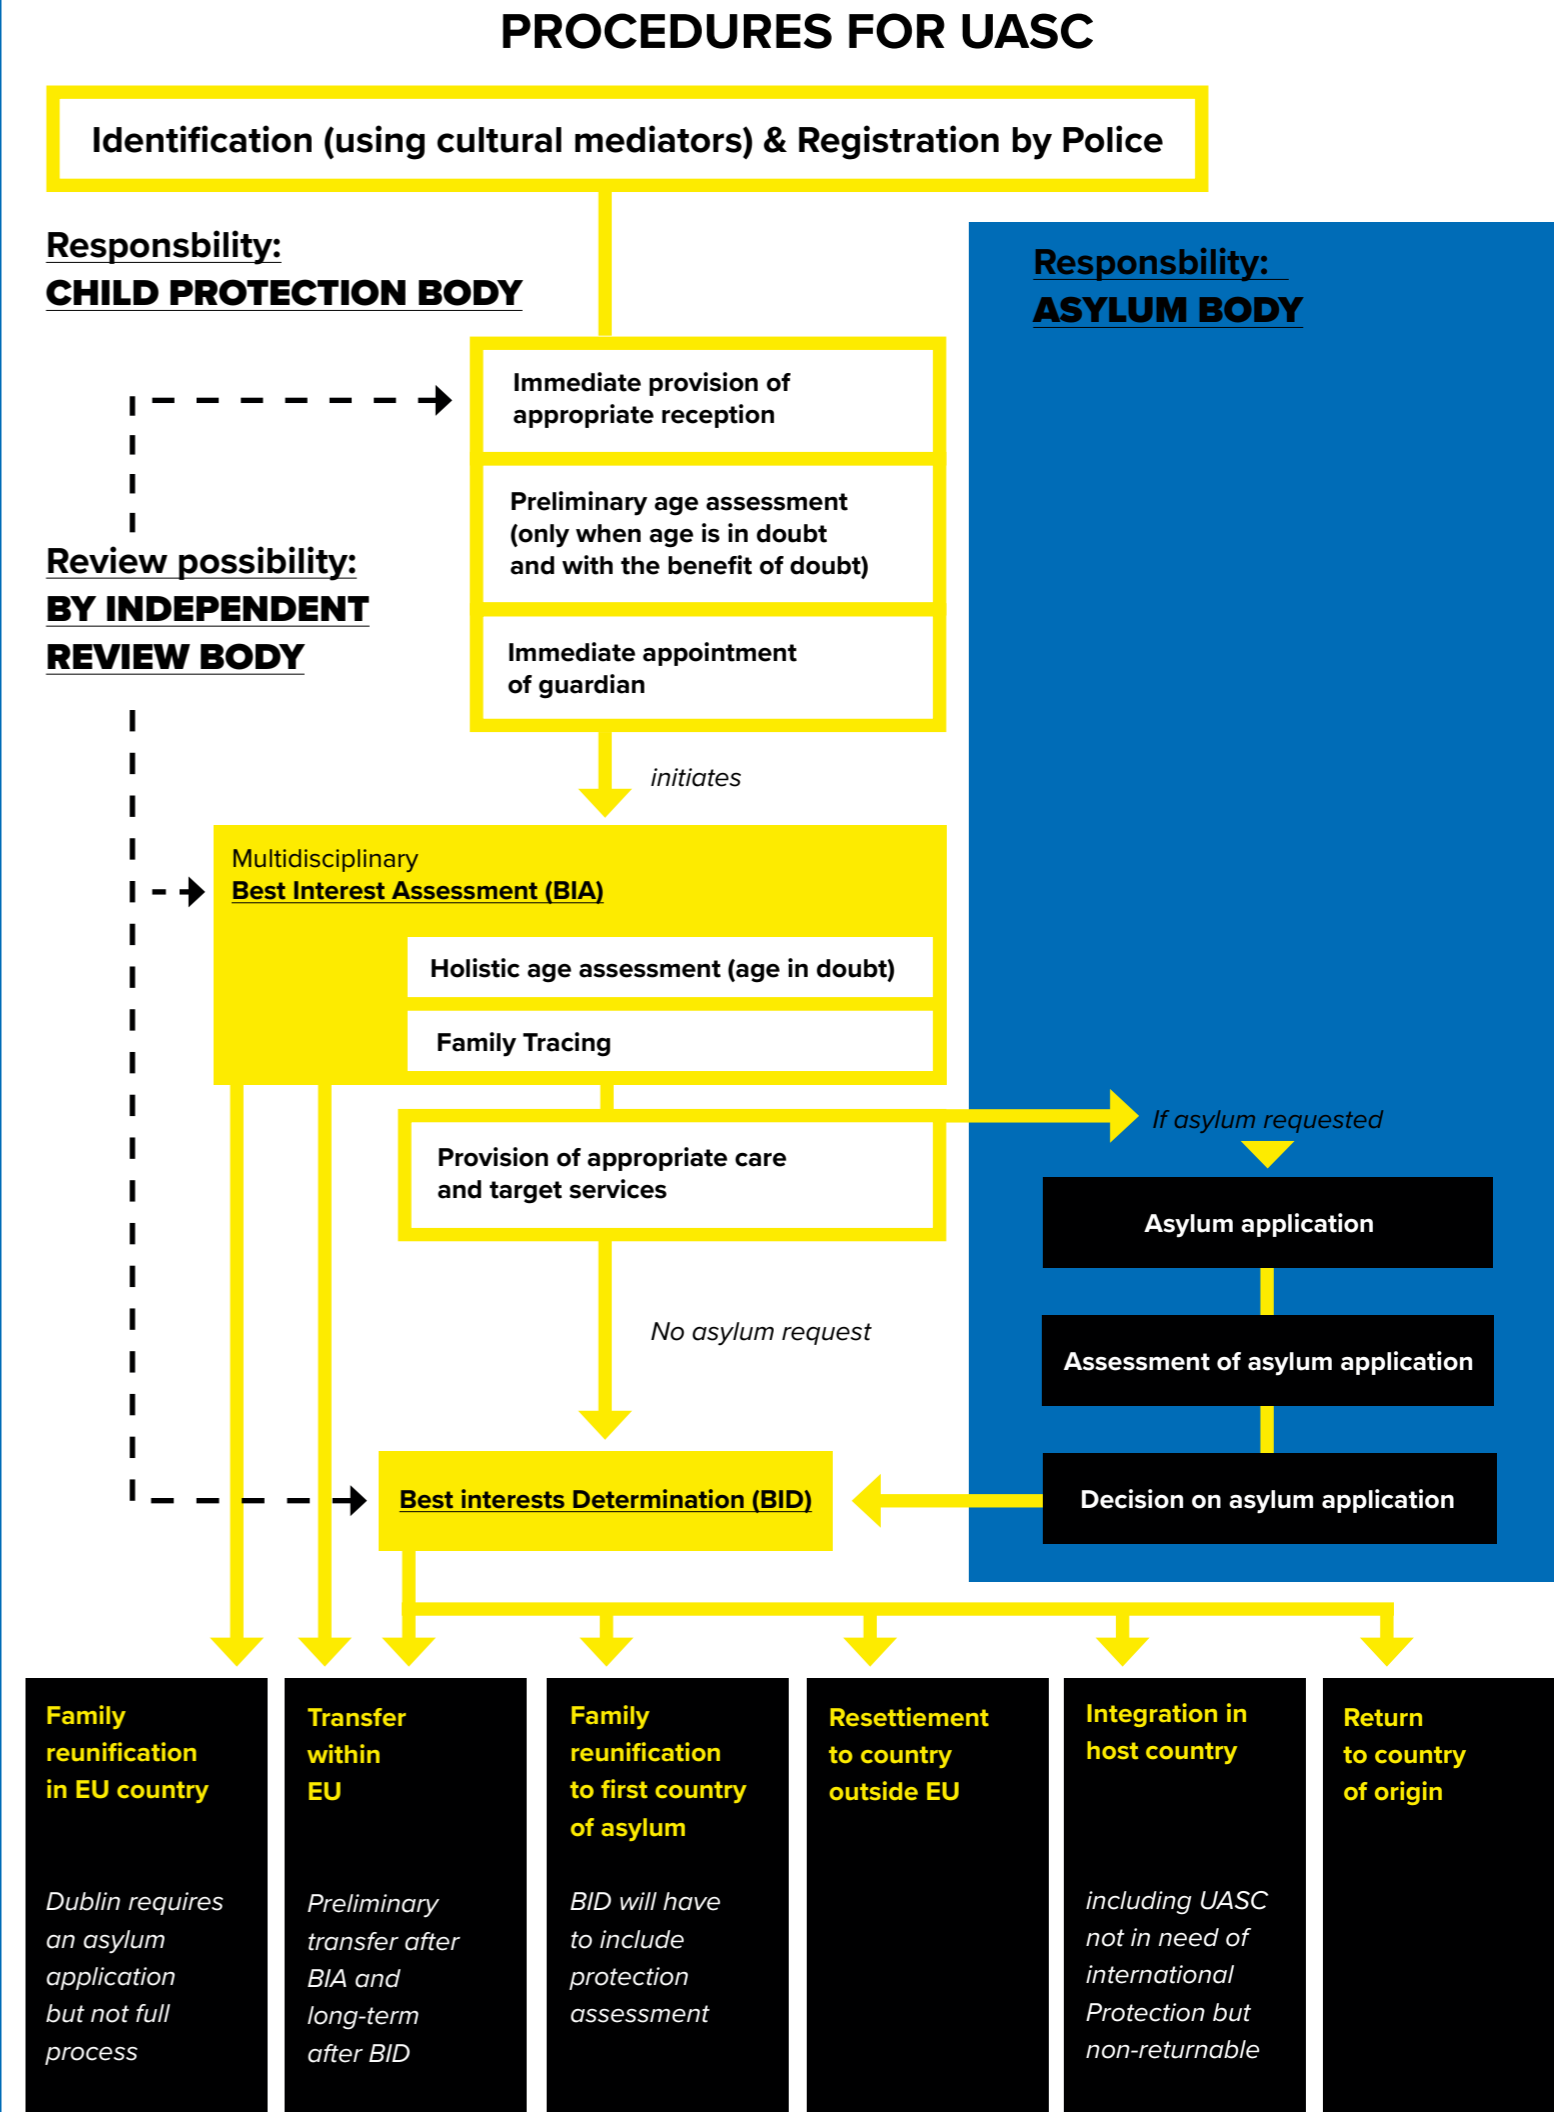 PROCEDURES FOR UASC
Identification (using cultural mediators) & Registration by Police
Responsbility:
CHILD PROTECTION BODY
Responsbility:
ASYLUM BODY
Immediate provision of
appropriate reception
Preliminary age assessment
(only when age is in doubt
and with the benefit of doubt)
Review possibility:
BY INDEPENDENT
REVIEW BODY
Immediate appointment
of guardian
initiates
Multidisciplinary
Best Interest Assessment (BIA)
Holistic age assessment (age in doubt)
Family Tracing
If asylum requested
Provision of appropriate care
and target services
Asylum application
No asylum request
Assessment of asylum application
Best interests Determination (BID)
Decision on asylum application
Family
reunification
in EU country
Dublin requires
an asylum
application
but not full
process
Transfer
within
EU
Preliminary
transfer after
BIA and
long-term
after BID
Family
reunification
to first country
of asylum
BID will have
to include
protection
assessment
Resettiement
to country
outside EU
Integration in
host country
including UASC
not in need of
international
Protection but
non-returnable
Return
to country
of origin